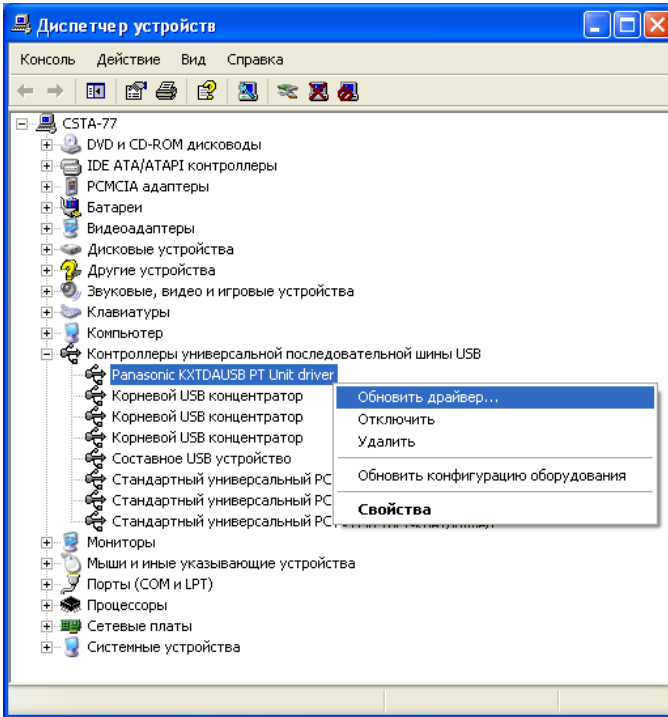 Диспетчер устройств
Консоль Действие Вид Справка
CSTA-77
DVD и CD-ROM дисководы
IDE ATA/ATAPI контроллеры
PCMCIA адаптеры
Батареи
Видеоадаптеры
Дисковые устройства
Другие устройства
Звуковые, видео и игровые устройства
Клавиатуры
Компьютер
Контроллеры универсальной последовательной шины USB
Panasonic KXTDAUSB PT Unit driver
Корневой USB концентратор
Корневой USB концентратор
Корневой USB концентратор
Составное USB устройство
Стандартный универсальный PC
Стандартный универсальный PC
Стандартный универсальный PC
Мониторы
Мыши и иные указывающие устройства
Порты (COM и LPT)
Процессоры
Сетевые платы
Системные устройства
Обновить драйвер...
Отключить
Удалить
Обновить конфигурацию оборудования
Свойства